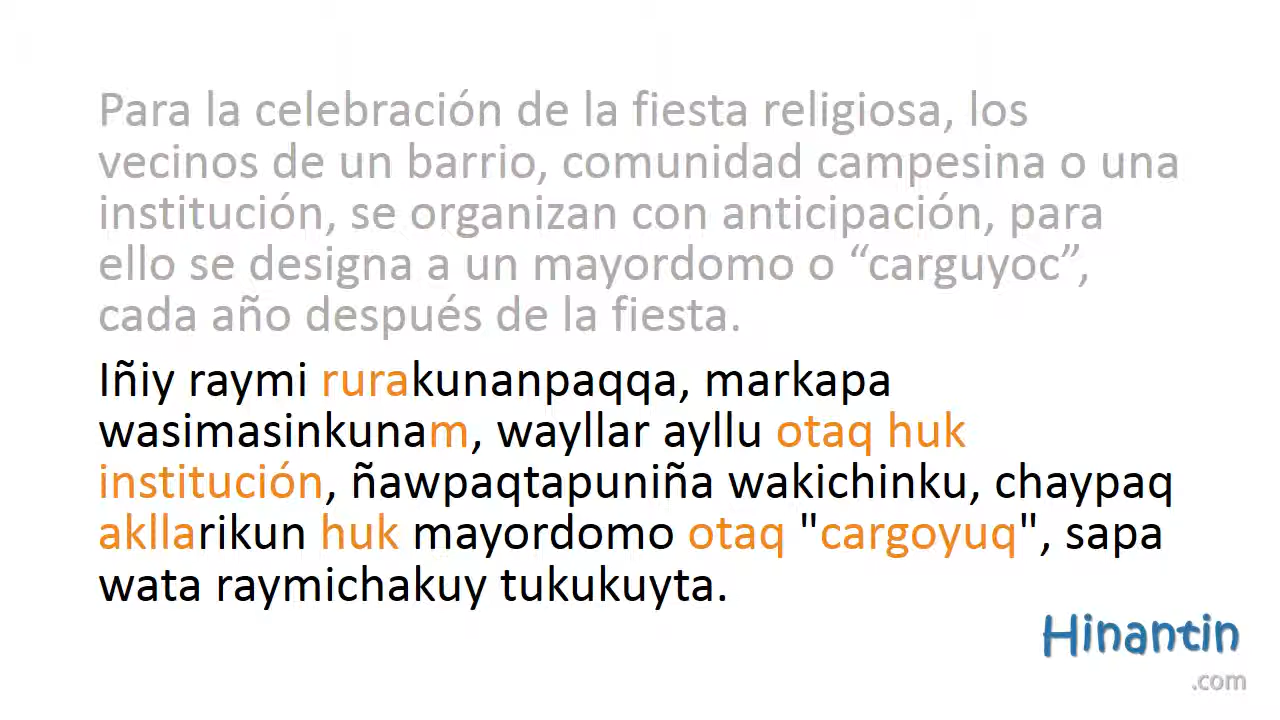 Para la celebración de la fiesta religiosa, los
vecinos de un barrio, comunidad campesina o una
institución, se organizan con anticipación, para
ello se designa a un mayordomo o “carguyoc”,
cada año después de la fiesta.
Iñiy raymi rurakunanpaqqa, markapa
wasimasinkunam, wayllar ayllu otaq huk
institución, ñawpaqtapuniña wakichinku, chaypaq
akllarikun huk mayordomo otaq "cargoyuq", sapa
wata raymichakuy tukukuyta.
Hinantin
.com